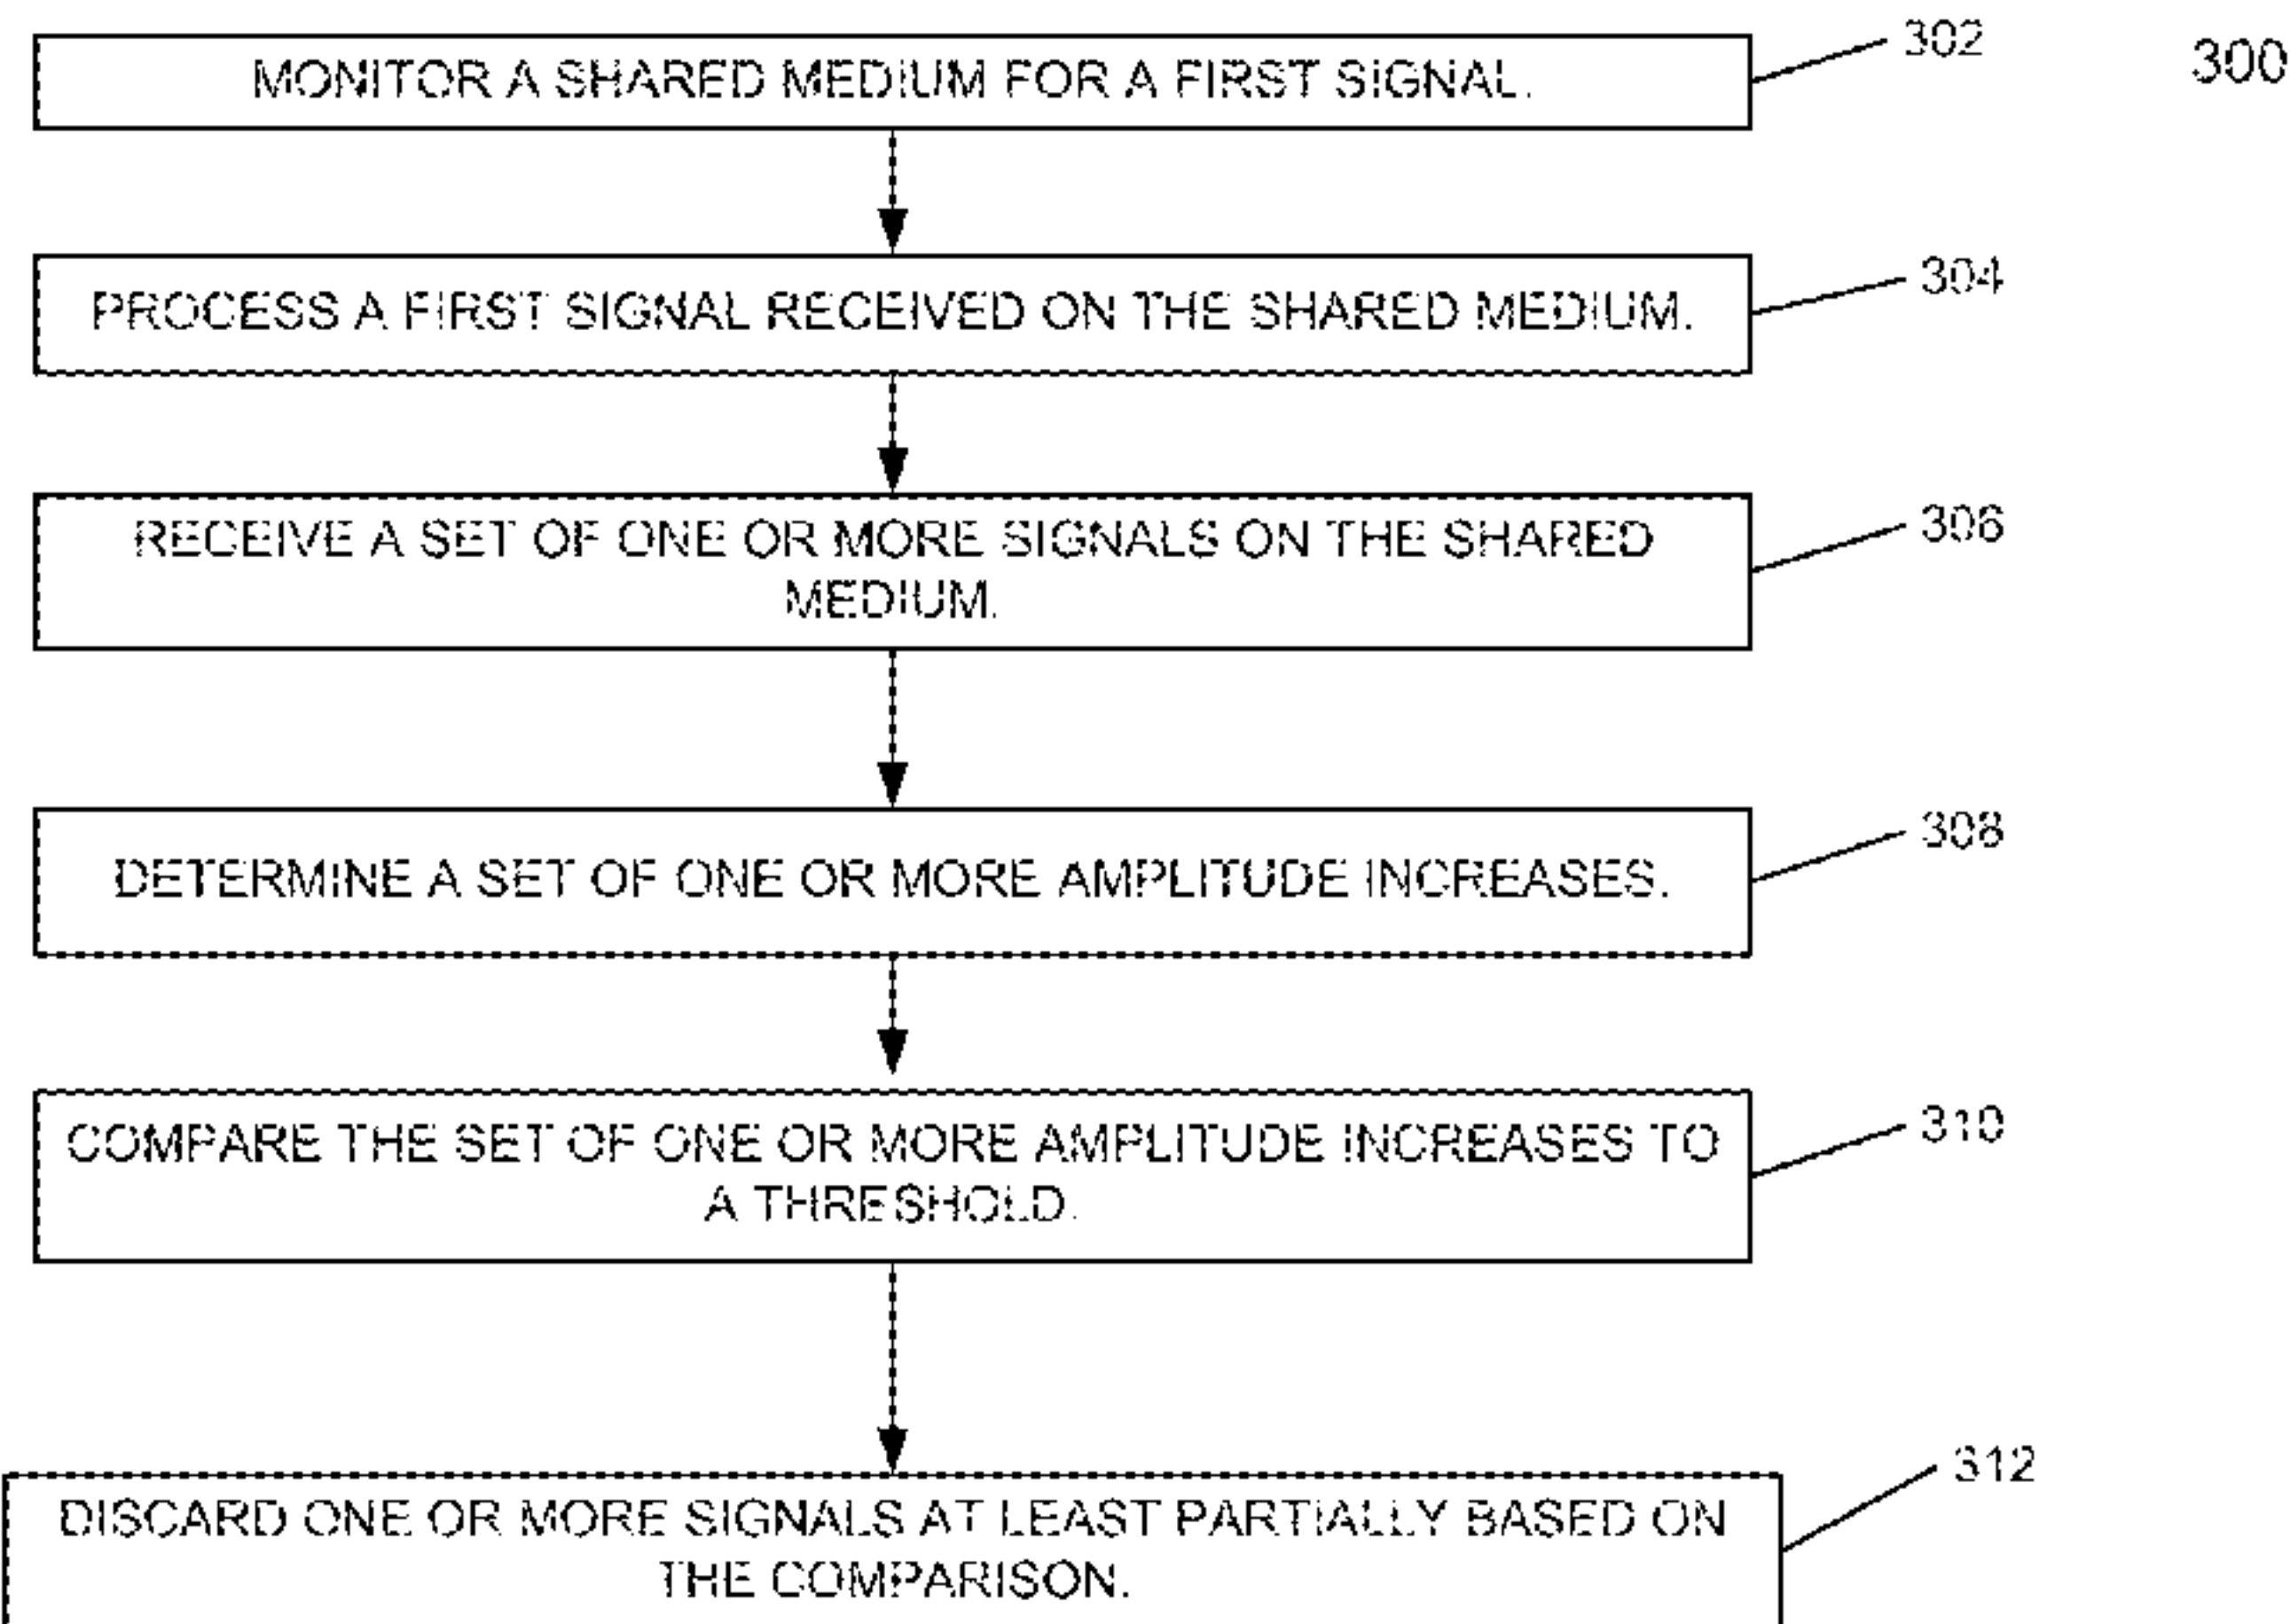 MONITOR A SHARED MEDIUM FOR A FIRST SIGNAL.
302
300
PROCESS A FIRST SIGNAL RECEIVED ON THE SHARED MEDIUM.
304
RECEIVE A SET OF ONE OR MORE SIGNALS ON THE SHARED
MEDIUM.
306
DETERMINE A SET OF ONE OR MORE AMPLITUDE INCREASES.
308
COMPARE THE SET OF ONE OR MORE AMPLITUDE INCREASES TO
A THRESHOLD.
310
DISCARD ONE OR MORE SIGNALS AT LEAST PARTIALLY BASED ON
THE COMPARISON.
312